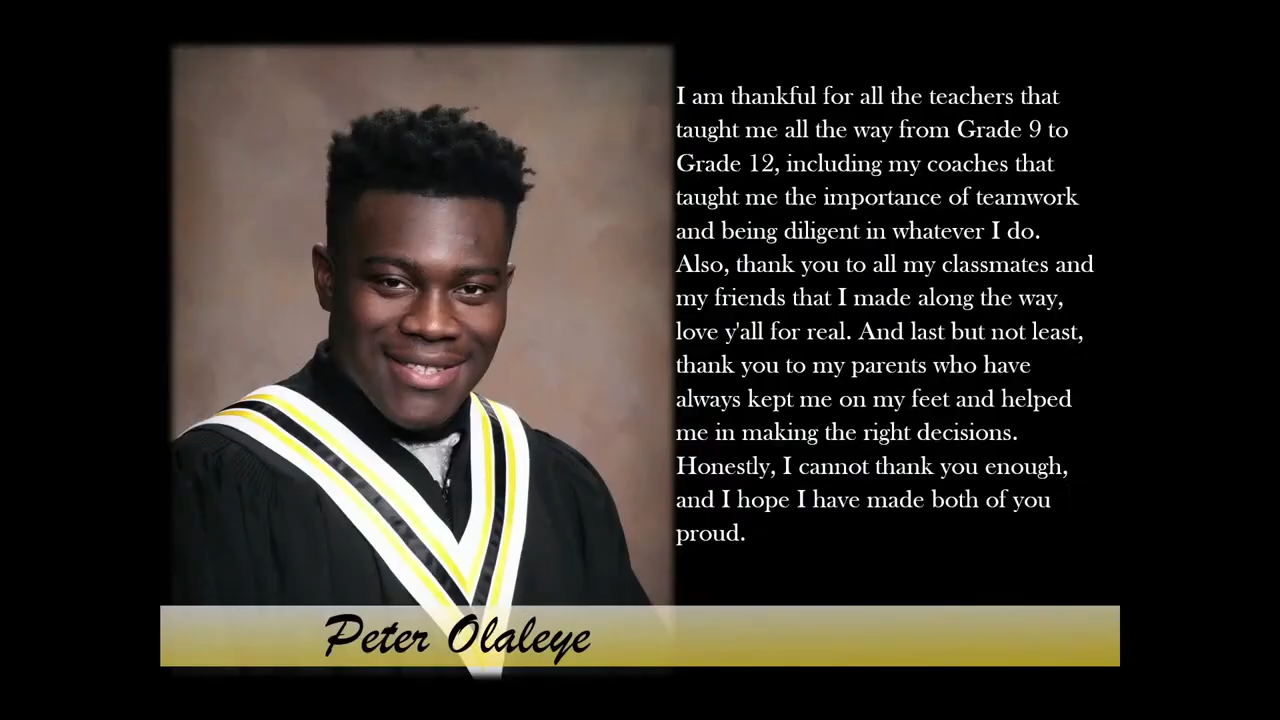 I am thankful for all the teachers that
taught me all the way from Grade 9 to
Grade 12, including my coaches that
taught me the importance of teamwork
and being diligent in whatever I do.
Also, thank you to all my classmates and
my friends that I made along the way,
love y'all for real. And last but not least,
thank you to my parents who have
always kept me on my feet and helped
me in making the right decisions.
Honestly, I cannot thank you enough,
and I hope I have made both of you
proud.
Peter Olaleye